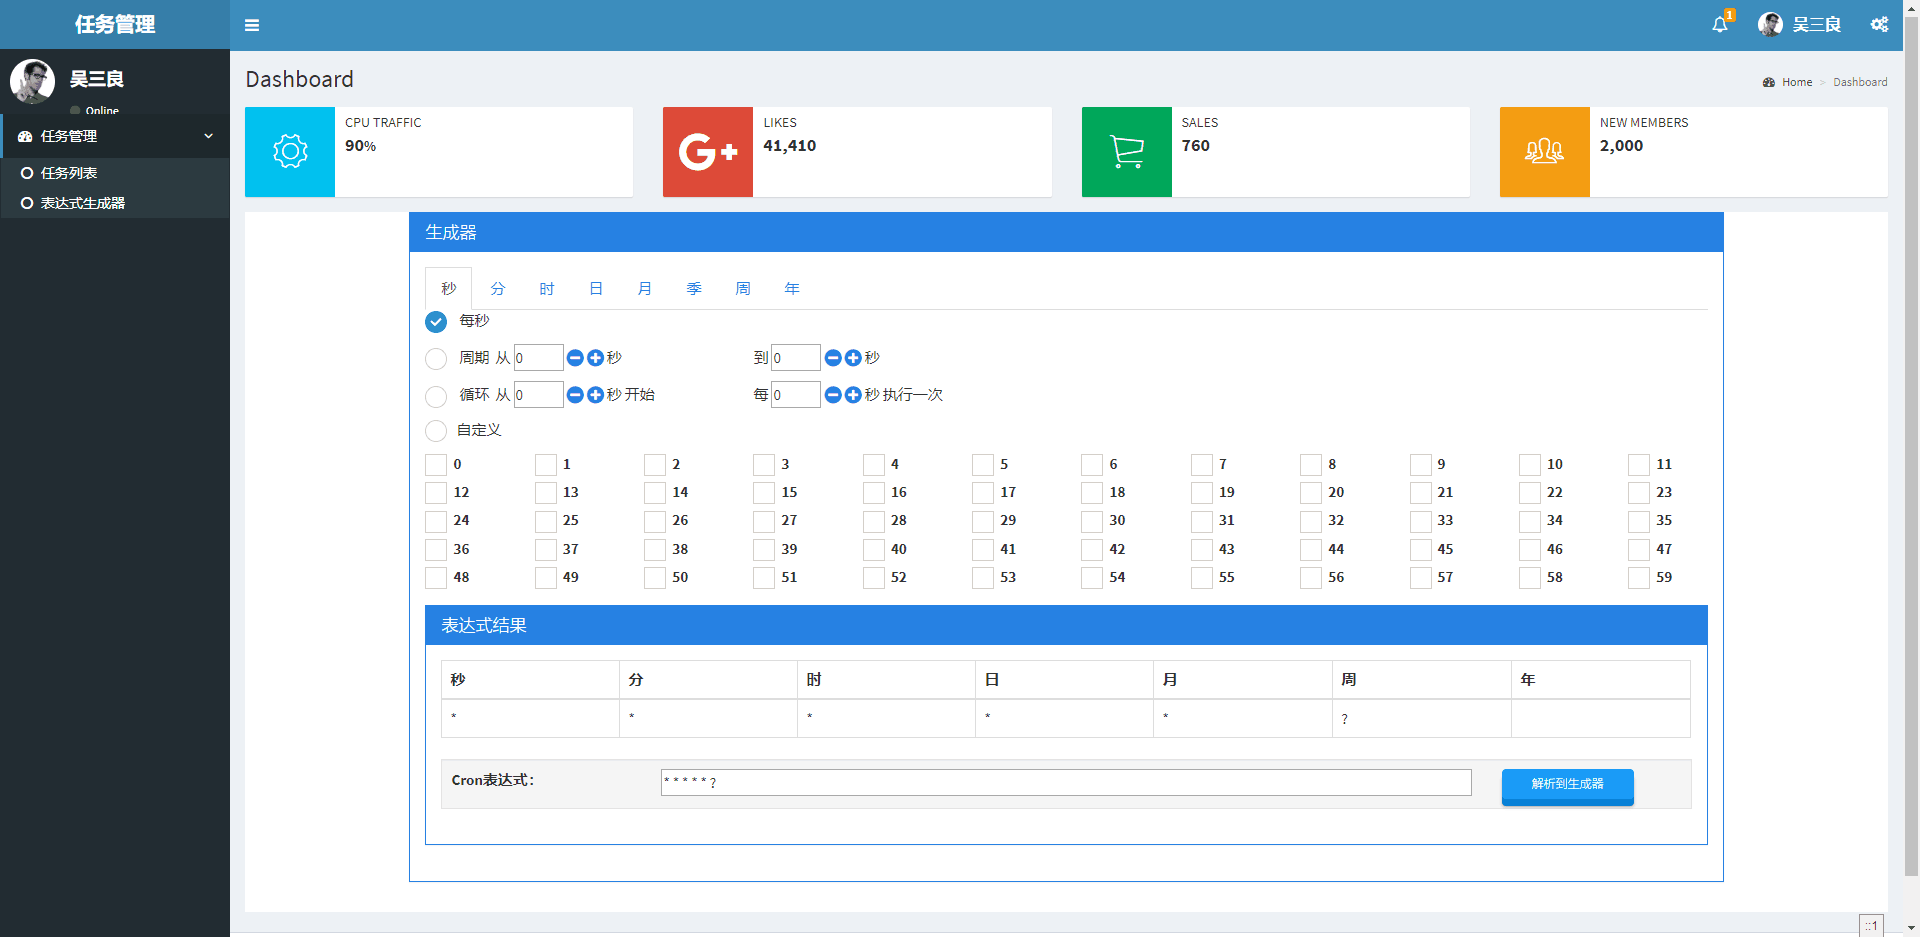 任务管理
1
吴三良
吴三良
Online
任务管理
任务列表
表达式生成器
Dashboard
Home > Dashboard
CPU TRAFFIC
90%
LIKES
41,410
SALES
760
NEW MEMBERS
2,000
生成器
秒 分 时 日 月 季 周 年
每秒
周期 从 0 秒 到 0 秒
循环 从 0 秒 开始 每 0 秒 执行一次
自定义
0 1 2 3 4 5 6 7 8 9 10 11
12 13 14 15 16 17 18 19 20 21 22 23
24 25 26 27 28 29 30 31 32 33 34 35
36 37 38 39 40 41 42 43 44 45 46 47
48 49 50 51 52 53 54 55 56 57 58 59
表达式结果
秒 分 时 日 月 周 年
* * * * * ?
Cron表达式: * * * * * ? 解析到生成器
::1